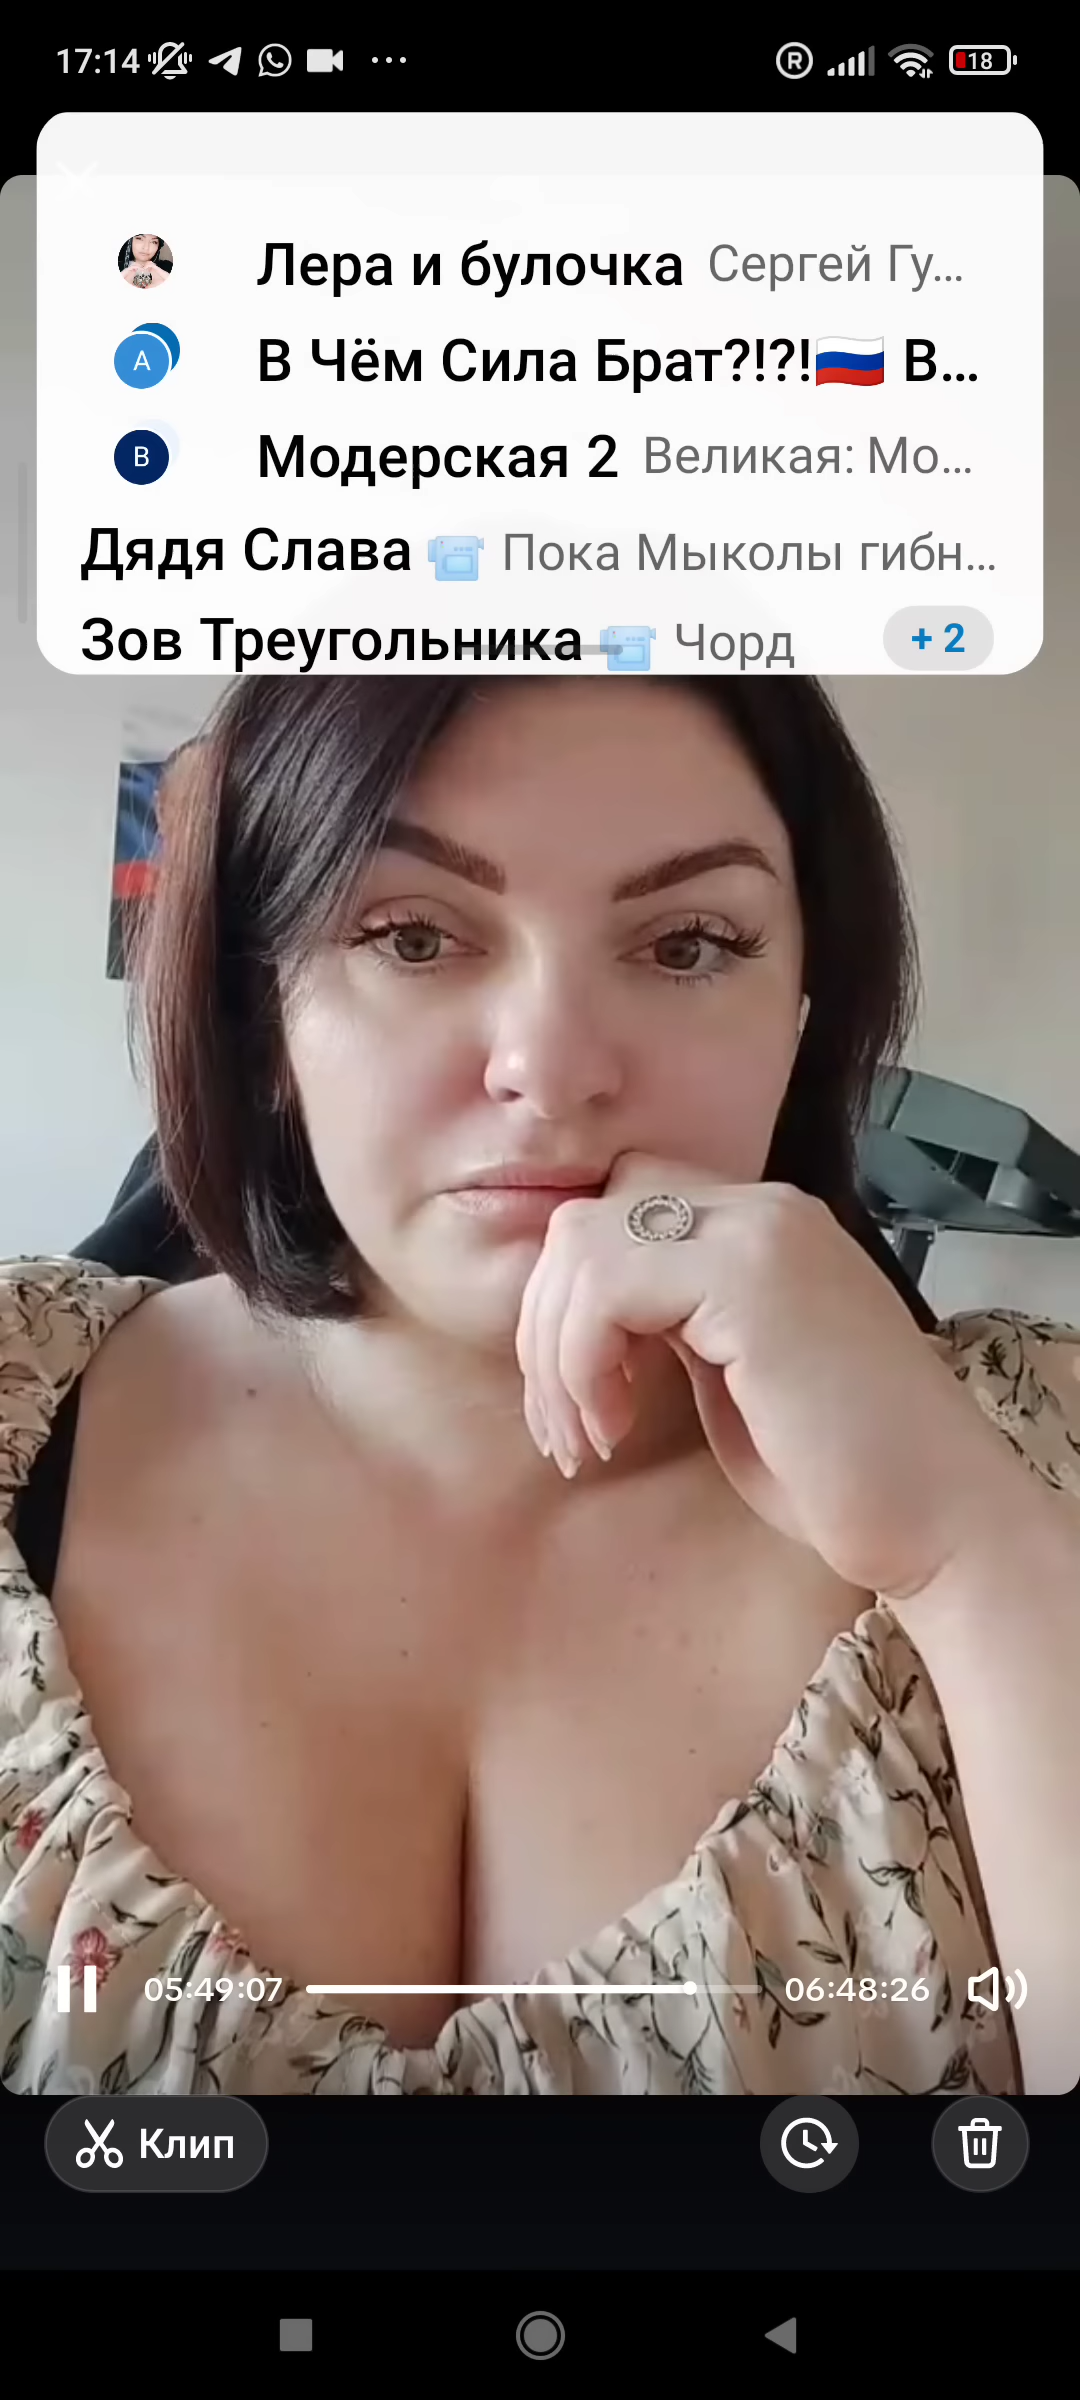 17:14 ® 18
Лера и булочка Сергей Гу...
А В Чём Сила Брат?!?! В...
В Модерская 2 Великая: Мо...
Дядя Слава Пока Мыколы гибн...
Зов Треугольника Чорд +2
05:49:07 06:48:26
Клип